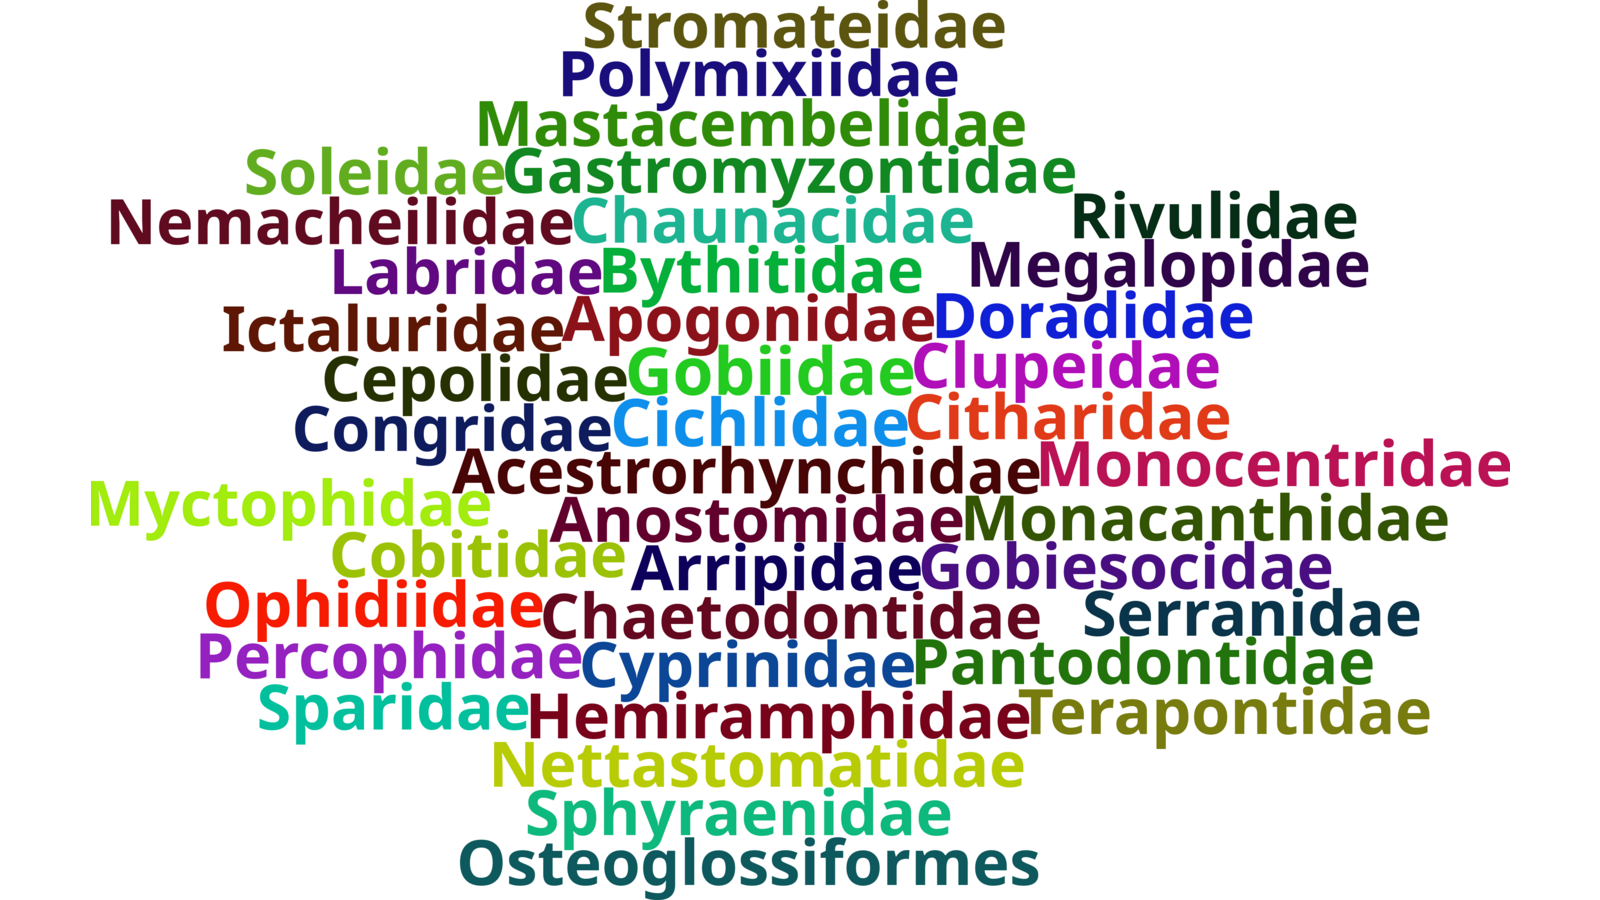 Stromateidae
Polymixiidae
Mastacembelidae
Soleidae Gastromyzontidae
Nemacheilidae Chaunacidae Rivulidae
Labridae Bythitidae Megalopidae
Ictaluridae Apogonidae Doradidae
Cepolidae Gobiidae Clupeidae
Congridae Cichlidae Citharidae
Acestrorhynchidae Monocentridae
Myctophidae Anostomidae Monacanthidae
Cobitidae Arripidae Gobiesocidae
Ophidiidae Chaetodontidae Serranidae
Percophidae Cyprinidae Pantodontidae
Sparidae Hemiramphidae Terapontidae
Nettastomatidae
Sphyraenidae
Osteoglossiformes